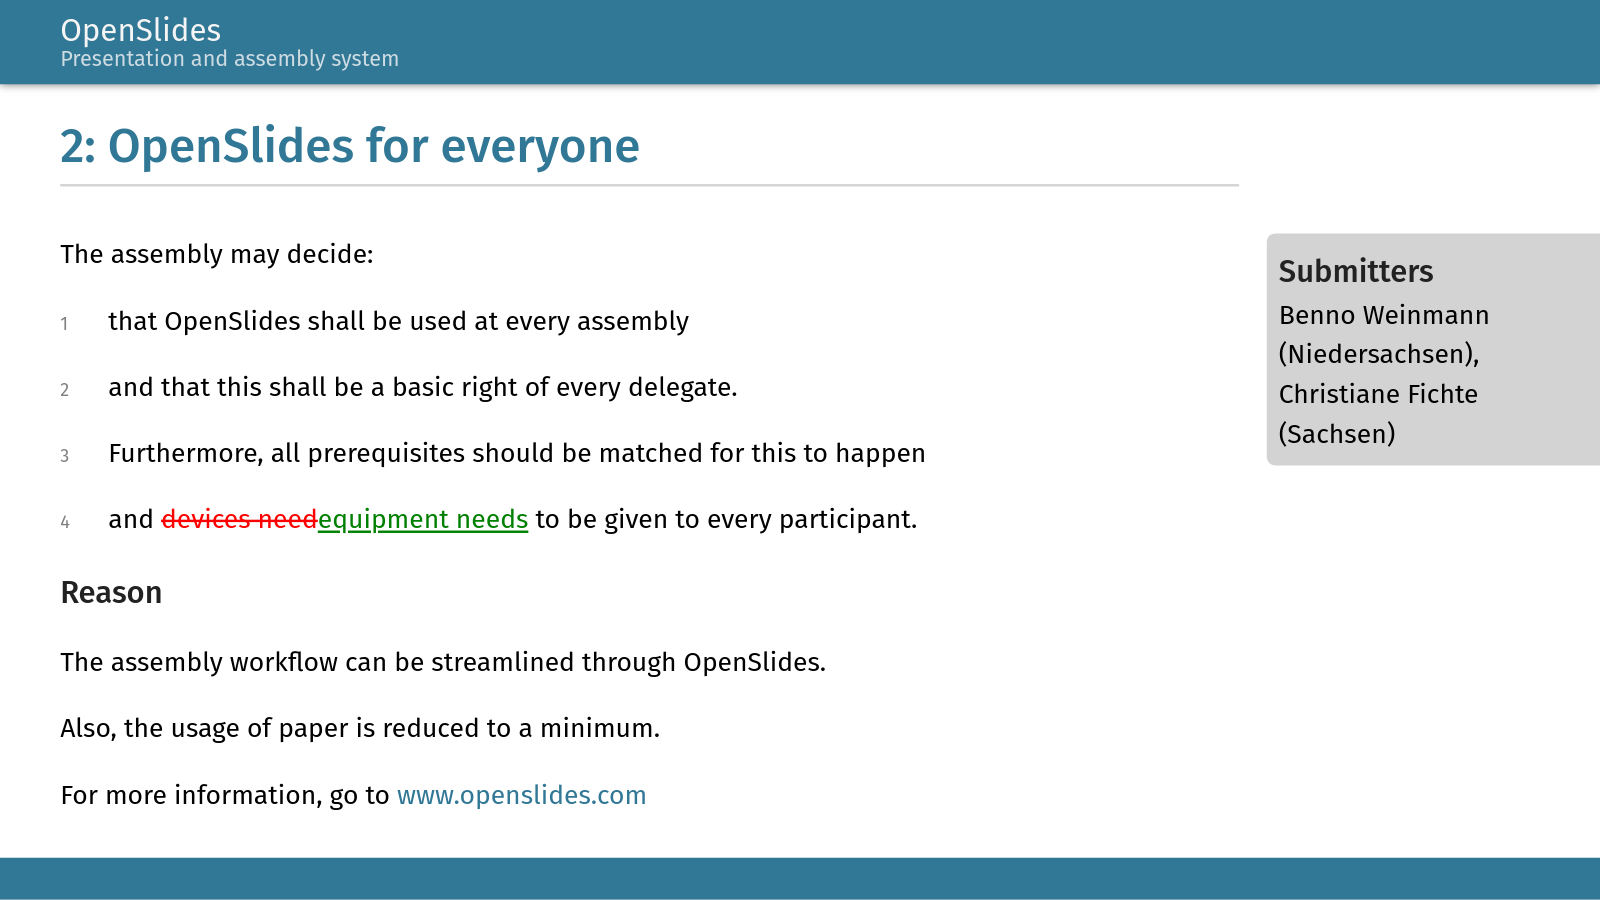 OpenSlides
Presentation and assembly system
2: OpenSlides for everyone
The assembly may decide:
1 that OpenSlides shall be used at every assembly
2 and that this shall be a basic right of every delegate.
3 Furthermore, all prerequisites should be matched for this to happen
4 and devices needequipment needs to be given to every participant.
Reason
The assembly workflow can be streamlined through OpenSlides.
Also, the usage of paper is reduced to a minimum.
For more information, go to www.openslides.com
Submitters
Benno Weinmann
(Niedersachsen),
Christiane Fichte
(Sachsen)